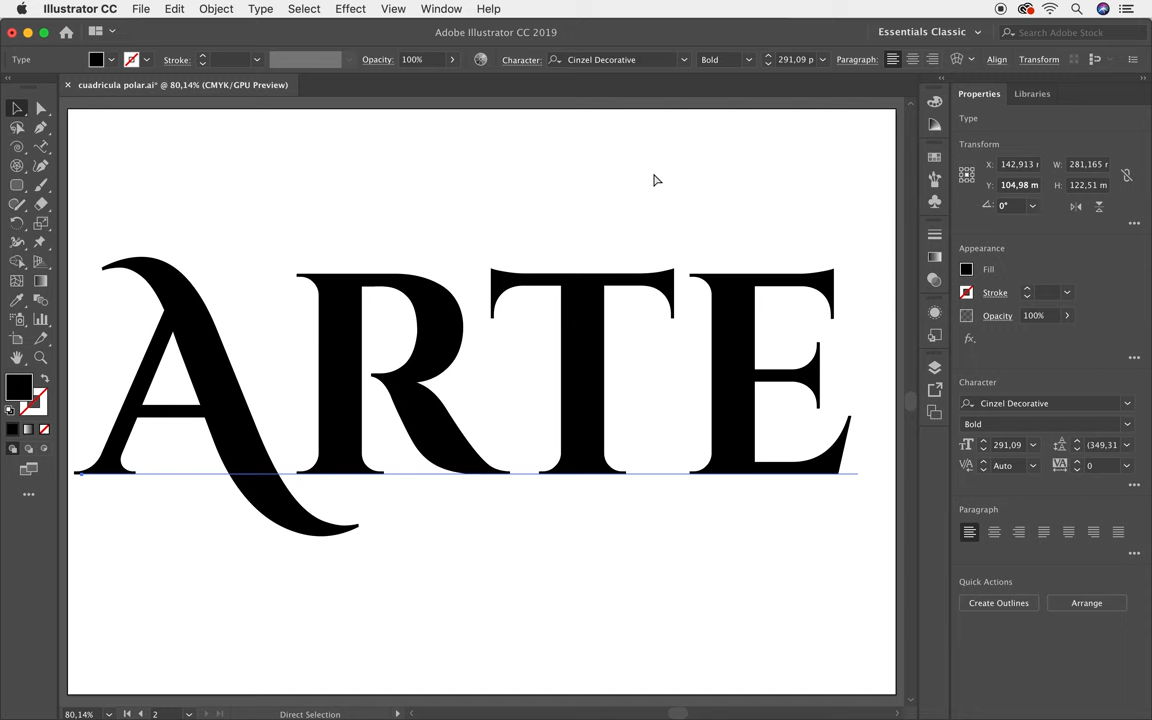 Illustrator CC File Edit Object Type Select Effect View Window Help
Adobe Illustrator CC 2019
Essentials Classic
Search Adobe Stock
Type
Stroke:
Opacity: 100%
Character: Cinzel Decorative
Bold
291,09 p
Paragraph:
Align
Transform
cuadricula polar.ai* @ 80,14% (CMYK/GPU Preview)
ARTE
Properties Libraries
Type
Transform
X: 142,913 W: 281,165
Y: 104,98 m H: 122,51 m
0°
Appearance
Fill
Stroke
Opacity 100%
fx.
Character
Cinzel Decorative
Bold
291,09 (349,31
Auto 0
Paragraph
Quick Actions
Create Outlines Arrange
80,14% 2 Direct Selection